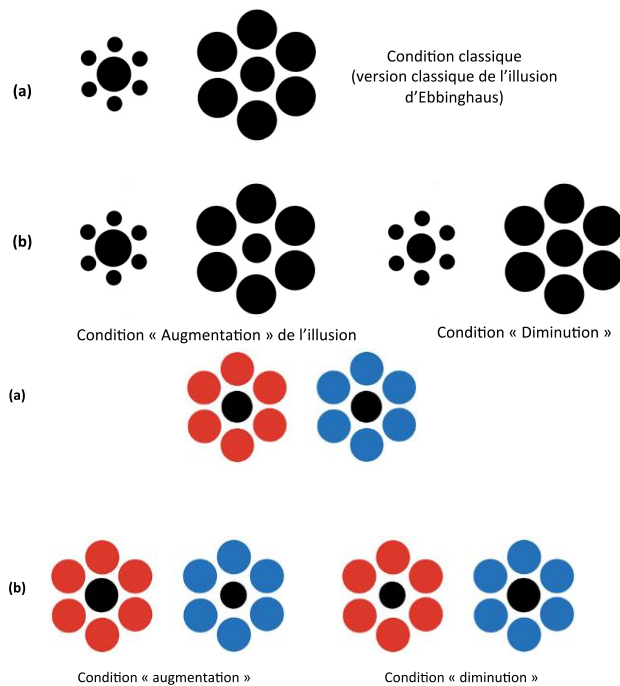 Condition classique
(version classique de l'illusion
d'Ebbinghaus)
(a)
(b)
Condition « Augmentation » de l'illusion
Condition « Diminution »
(a)
(b)
Condition « augmentation »
Condition « diminution »